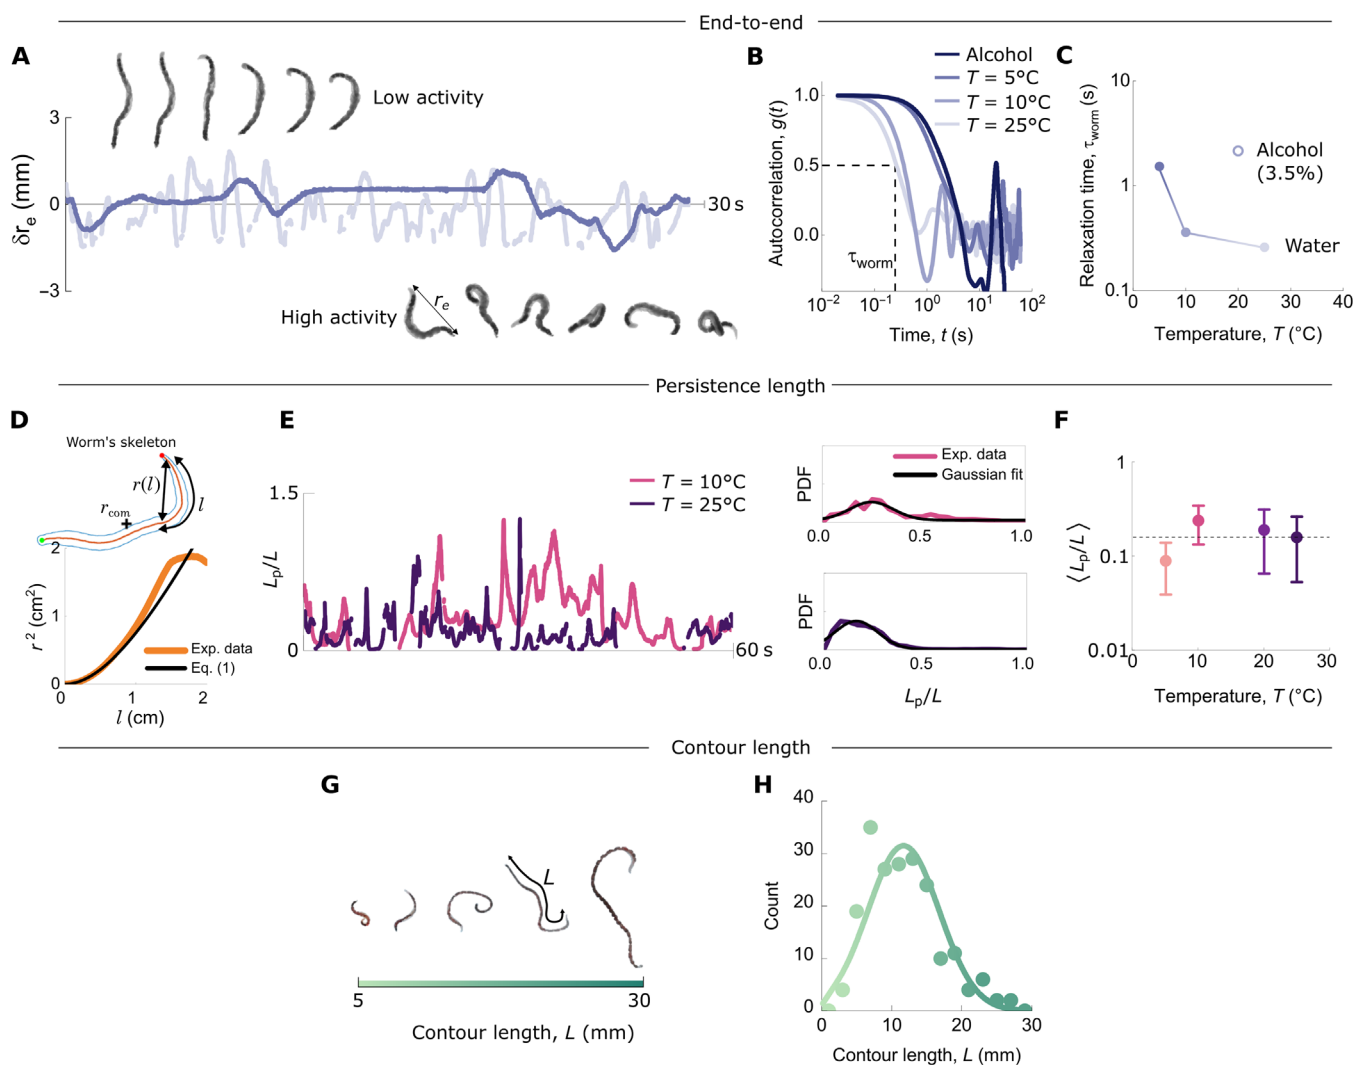 End-to-end
A
Low activity
3
0
−3
δrₑ (mm)
30 s
High activity
rₑ
B
Alcohol
T = 5°C
T = 10°C
T = 25°C
Autocorrelation, g(t)
1.0
0.5
0.0
τworm
10⁻² 10⁻¹ 10⁰ 10¹ 10²
Time, t (s)
C
Relaxation time, τworm (s)
10
1
0.1
Alcohol
(3.5%)
Water
0 10 20 30 40
Temperature, T (°C)
Persistence length
D
Worm's skeleton
r(l)
l
rcom
2
1
0
r² (cm²)
Exp. data
Eq. (1)
0 1 2
l (cm)
E
T = 10°C
T = 25°C
1.5
0
Lp/L
60 s
PDF
Exp. data
Gaussian fit
0.0 0.5 1.0
PDF
0.0 0.5 1.0
Lp/L
F
1
0.1
0.01
⟨Lp/L⟩
0 10 20 30
Temperature, T (°C)
Contour length
G
L
5 30
Contour length, L (mm)
H
40
30
20
10
0
Count
0 10 20 30
Contour length, L (mm)